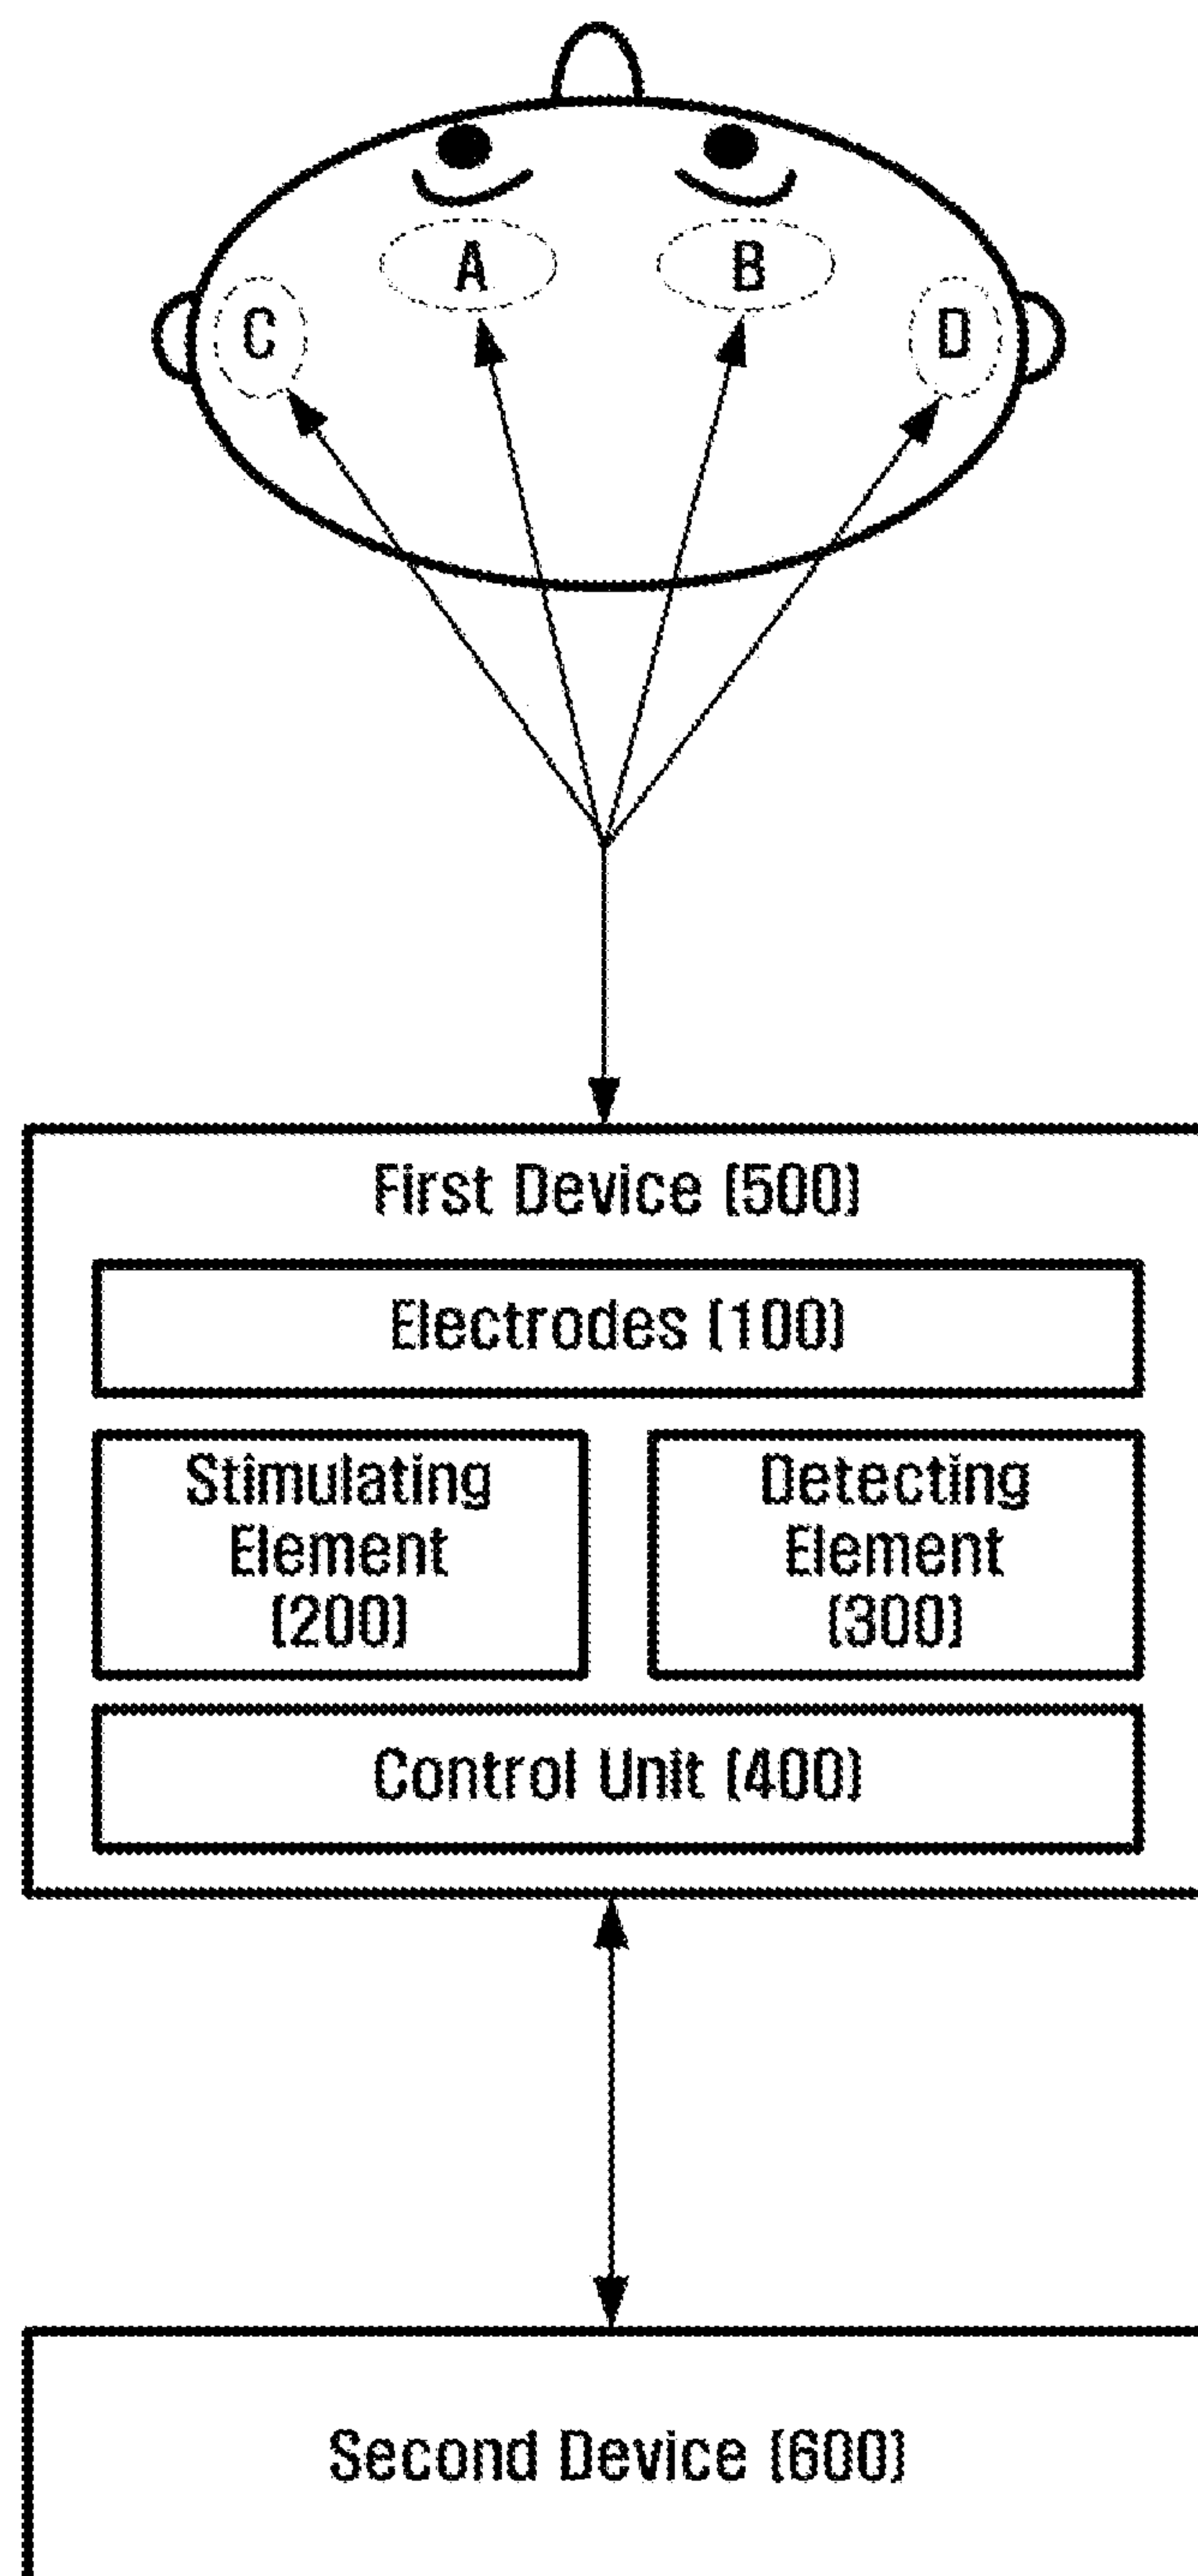 A B
C D
First Device (500)
Electrodes (100)
Stimulating
Element
(200)
Detecting
Element
(300)
Control Unit (400)
Second Device (600)